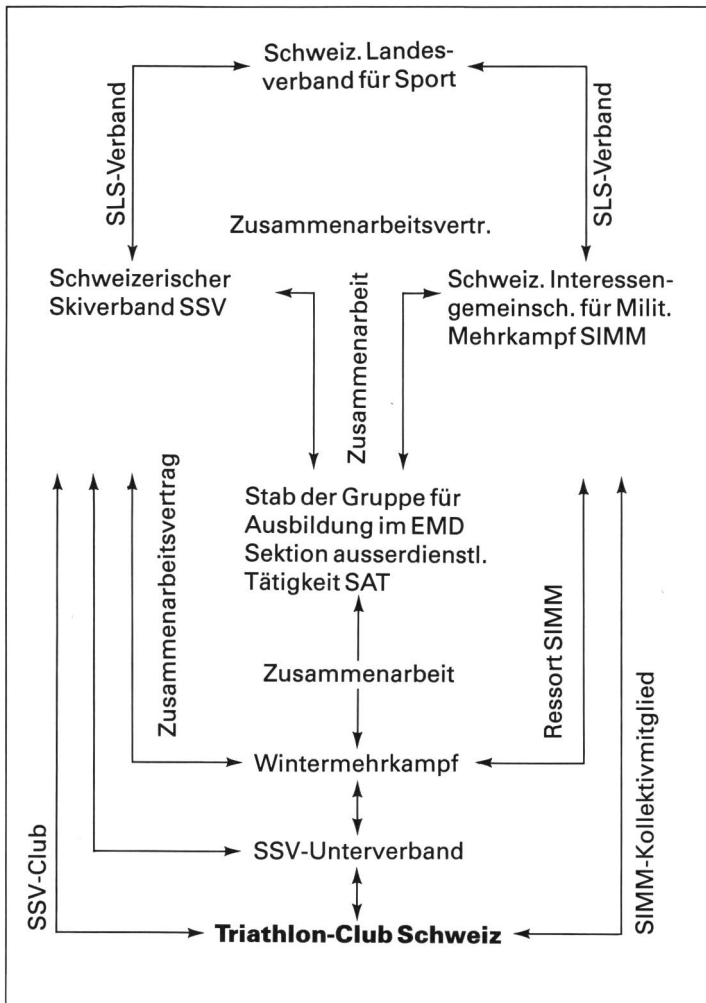 Schweiz. Landes-
verband für Sport
SLS-Verband
SLS-Verband
Zusammenarbeitsvertr.
Schweizerischer
Skiverband SSV
Zusammenarbeit
Schweiz. Interessen-
gemeinsch. für Milit.
Mehrkampf SIMM
Zusammenarbeitsvertrag
Stab der Gruppe für
Ausbildung im EMD
Sektion ausserdienstl.
Tätigkeit SAT
Ressort SIMM
Zusammenarbeit
Wintermehrkampf
SSV-Club
SSV-Unterverband
SIMM-Kollektivmitglied
Triathlon-Club Schweiz